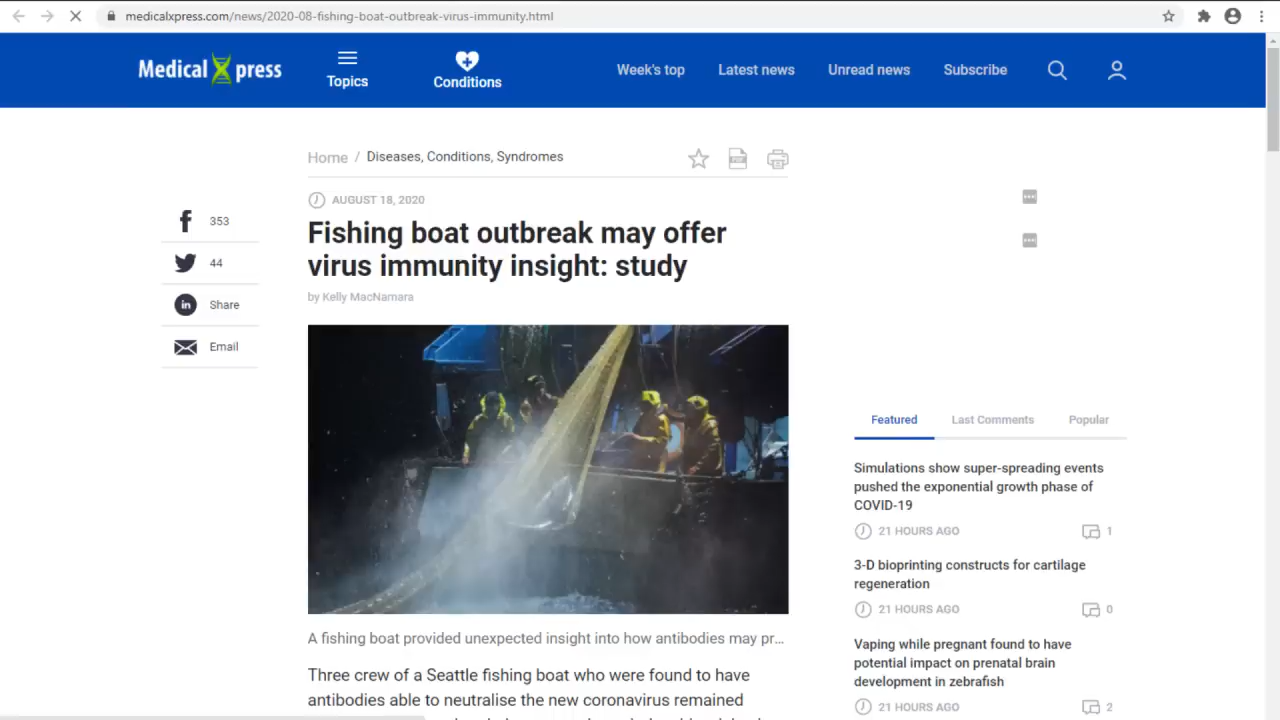 medicalxpress.com/news/2020-08-fishing-boat-outbreak-virus-immunity.html
Medical Xpress
Topics
Conditions
Week's top
Latest news
Unread news
Subscribe
Home / Diseases, Conditions, Syndromes
PDF
AUGUST 18, 2020
353
44
Share
Email
Fishing boat outbreak may offer
virus immunity insight: study
by Kelly MacNamara
A fishing boat provided unexpected insight into how antibodies may pr...
Three crew of a Seattle fishing boat who were found to have
antibodies able to neutralise the new coronavirus remained
Featured
Last Comments
Popular
Simulations show super-spreading events
pushed the exponential growth phase of
COVID-19
21 HOURS AGO
1
3-D bioprinting constructs for cartilage
regeneration
21 HOURS AGO
0
Vaping while pregnant found to have
potential impact on prenatal brain
development in zebrafish
21 HOURS AGO
2